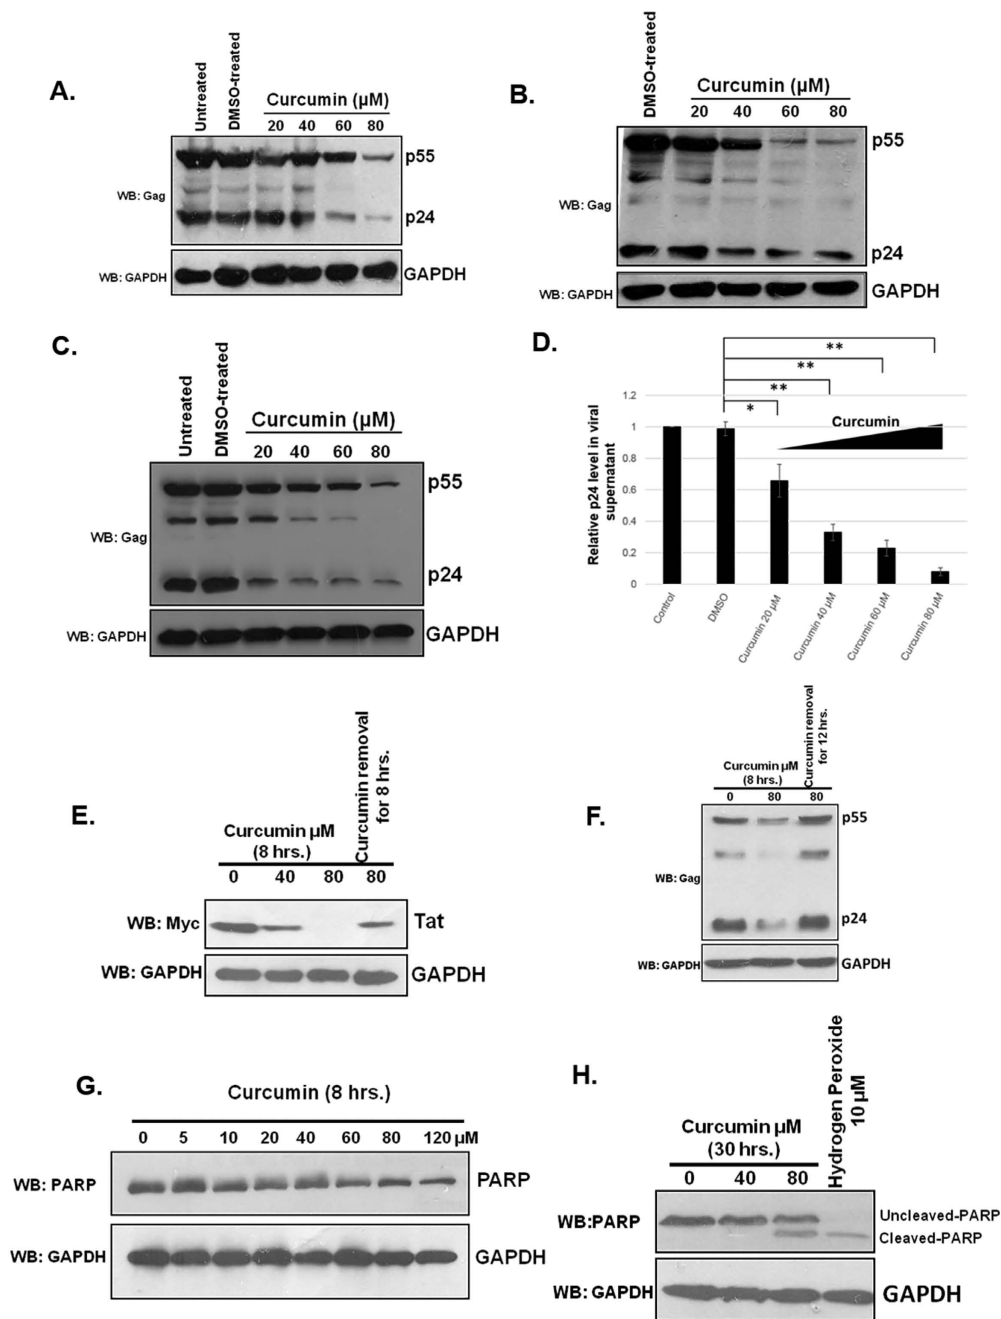 A.
Untreated
DMSO-treated
Curcumin (µM)
20 40 60 80
p55
WB: Gag
p24
WB: GAPDH
GAPDH
B.
DMSO-treated
Curcumin (µM)
20 40 60 80
p55
WB: Gag
p24
WB: GAPDH
GAPDH
C.
Untreated
DMSO-treated
Curcumin (µM)
20 40 60 80
p55
WB: Gag
p24
WB: GAPDH
GAPDH
D.
**
**
**
*
Curcumin
Relative p24 level in viral
supernatant
1.2
1
0.8
0.6
0.4
0.2
0
Control
DMSO
Curcumin 20 µM
Curcumin 40 µM
Curcumin 60 µM
Curcumin 80 µM
E.
Curcumin µM
(8 hrs.)
Curcumin removal
for 8 hrs.
0 40 80 80
WB: Myc
Tat
WB: GAPDH
GAPDH
F.
Curcumin µM
(8 hrs.)
Curcumin removal
for 12 hrs.
0 80 80
p55
WB: Gag
p24
WB: GAPDH
GAPDH
G.
Curcumin (8 hrs.)
0 5 10 20 40 60 80 120 µM
WB: PARP
PARP
WB: GAPDH
GAPDH
H.
Curcumin µM
(30 hrs.)
Hydrogen Peroxide
10 µM
0 40 80
WB:PARP
Uncleaved-PARP
Cleaved-PARP
WB: GAPDH
GAPDH